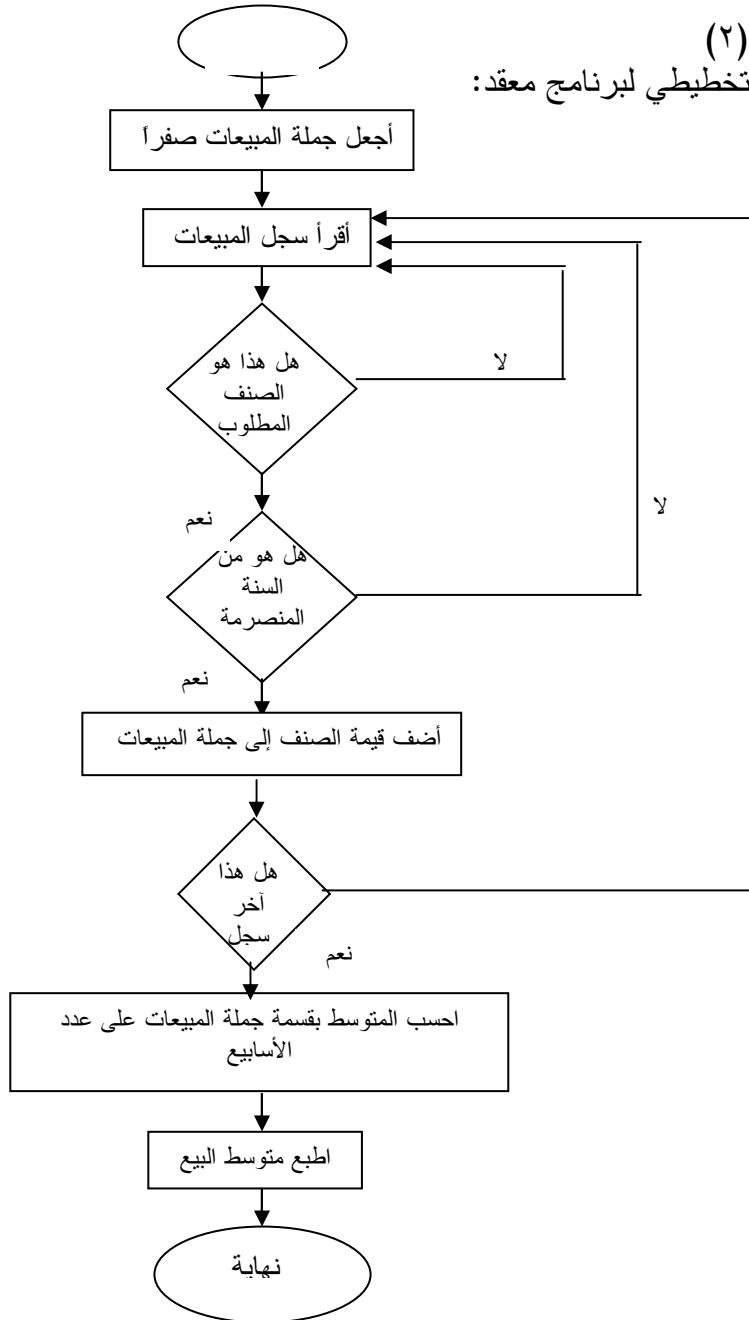 (٢)
تخطيطي لبرنامج معقد:
أجعل جملة المبيعات صفراً
أقرأ سجل المبيعات
هل هذا هو
الصنف
المطلوب
لا
نعم
هل هو من
السنة
المنصرمة
لا
نعم
أضف قيمة الصنف إلى جملة المبيعات
هل هذا
آخر
سجل
نعم
احسب المتوسط بقسمة جملة المبيعات على عدد
الأسابيع
اطبع متوسط البيع
نهاية